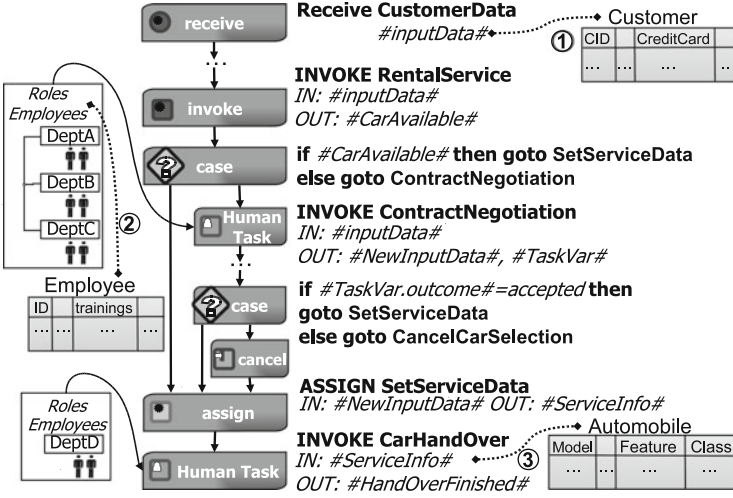 receive
Receive CustomerData
#inputData#
① Customer
CID CreditCard
... ... ... ..
...
INVOKE RentalService
IN: #inputData#
OUT: #CarAvailable#
invoke
Roles
Employees
DeptA
DeptB
DeptC
②
case
if #CarAvailable# then goto SetServiceData
else goto ContractNegotiation
Human
Task
INVOKE ContractNegotiation
IN: #inputData#
OUT: #NewInputData#, #TaskVar#
...
Employee
ID trainings
... ... ... ...
case
if #TaskVar.outcome#=accepted then
goto SetServiceData
else goto CancelCarSelection
cancel
assign
ASSIGN SetServiceData
IN: #NewInputData# OUT: #ServiceInfo#
Roles
Employees
DeptD
Human Task
INVOKE CarHandOver
IN: #ServiceInfo#
OUT: #HandOverFinished#
③ Automobile
Model Feature Class
... ... ... ...